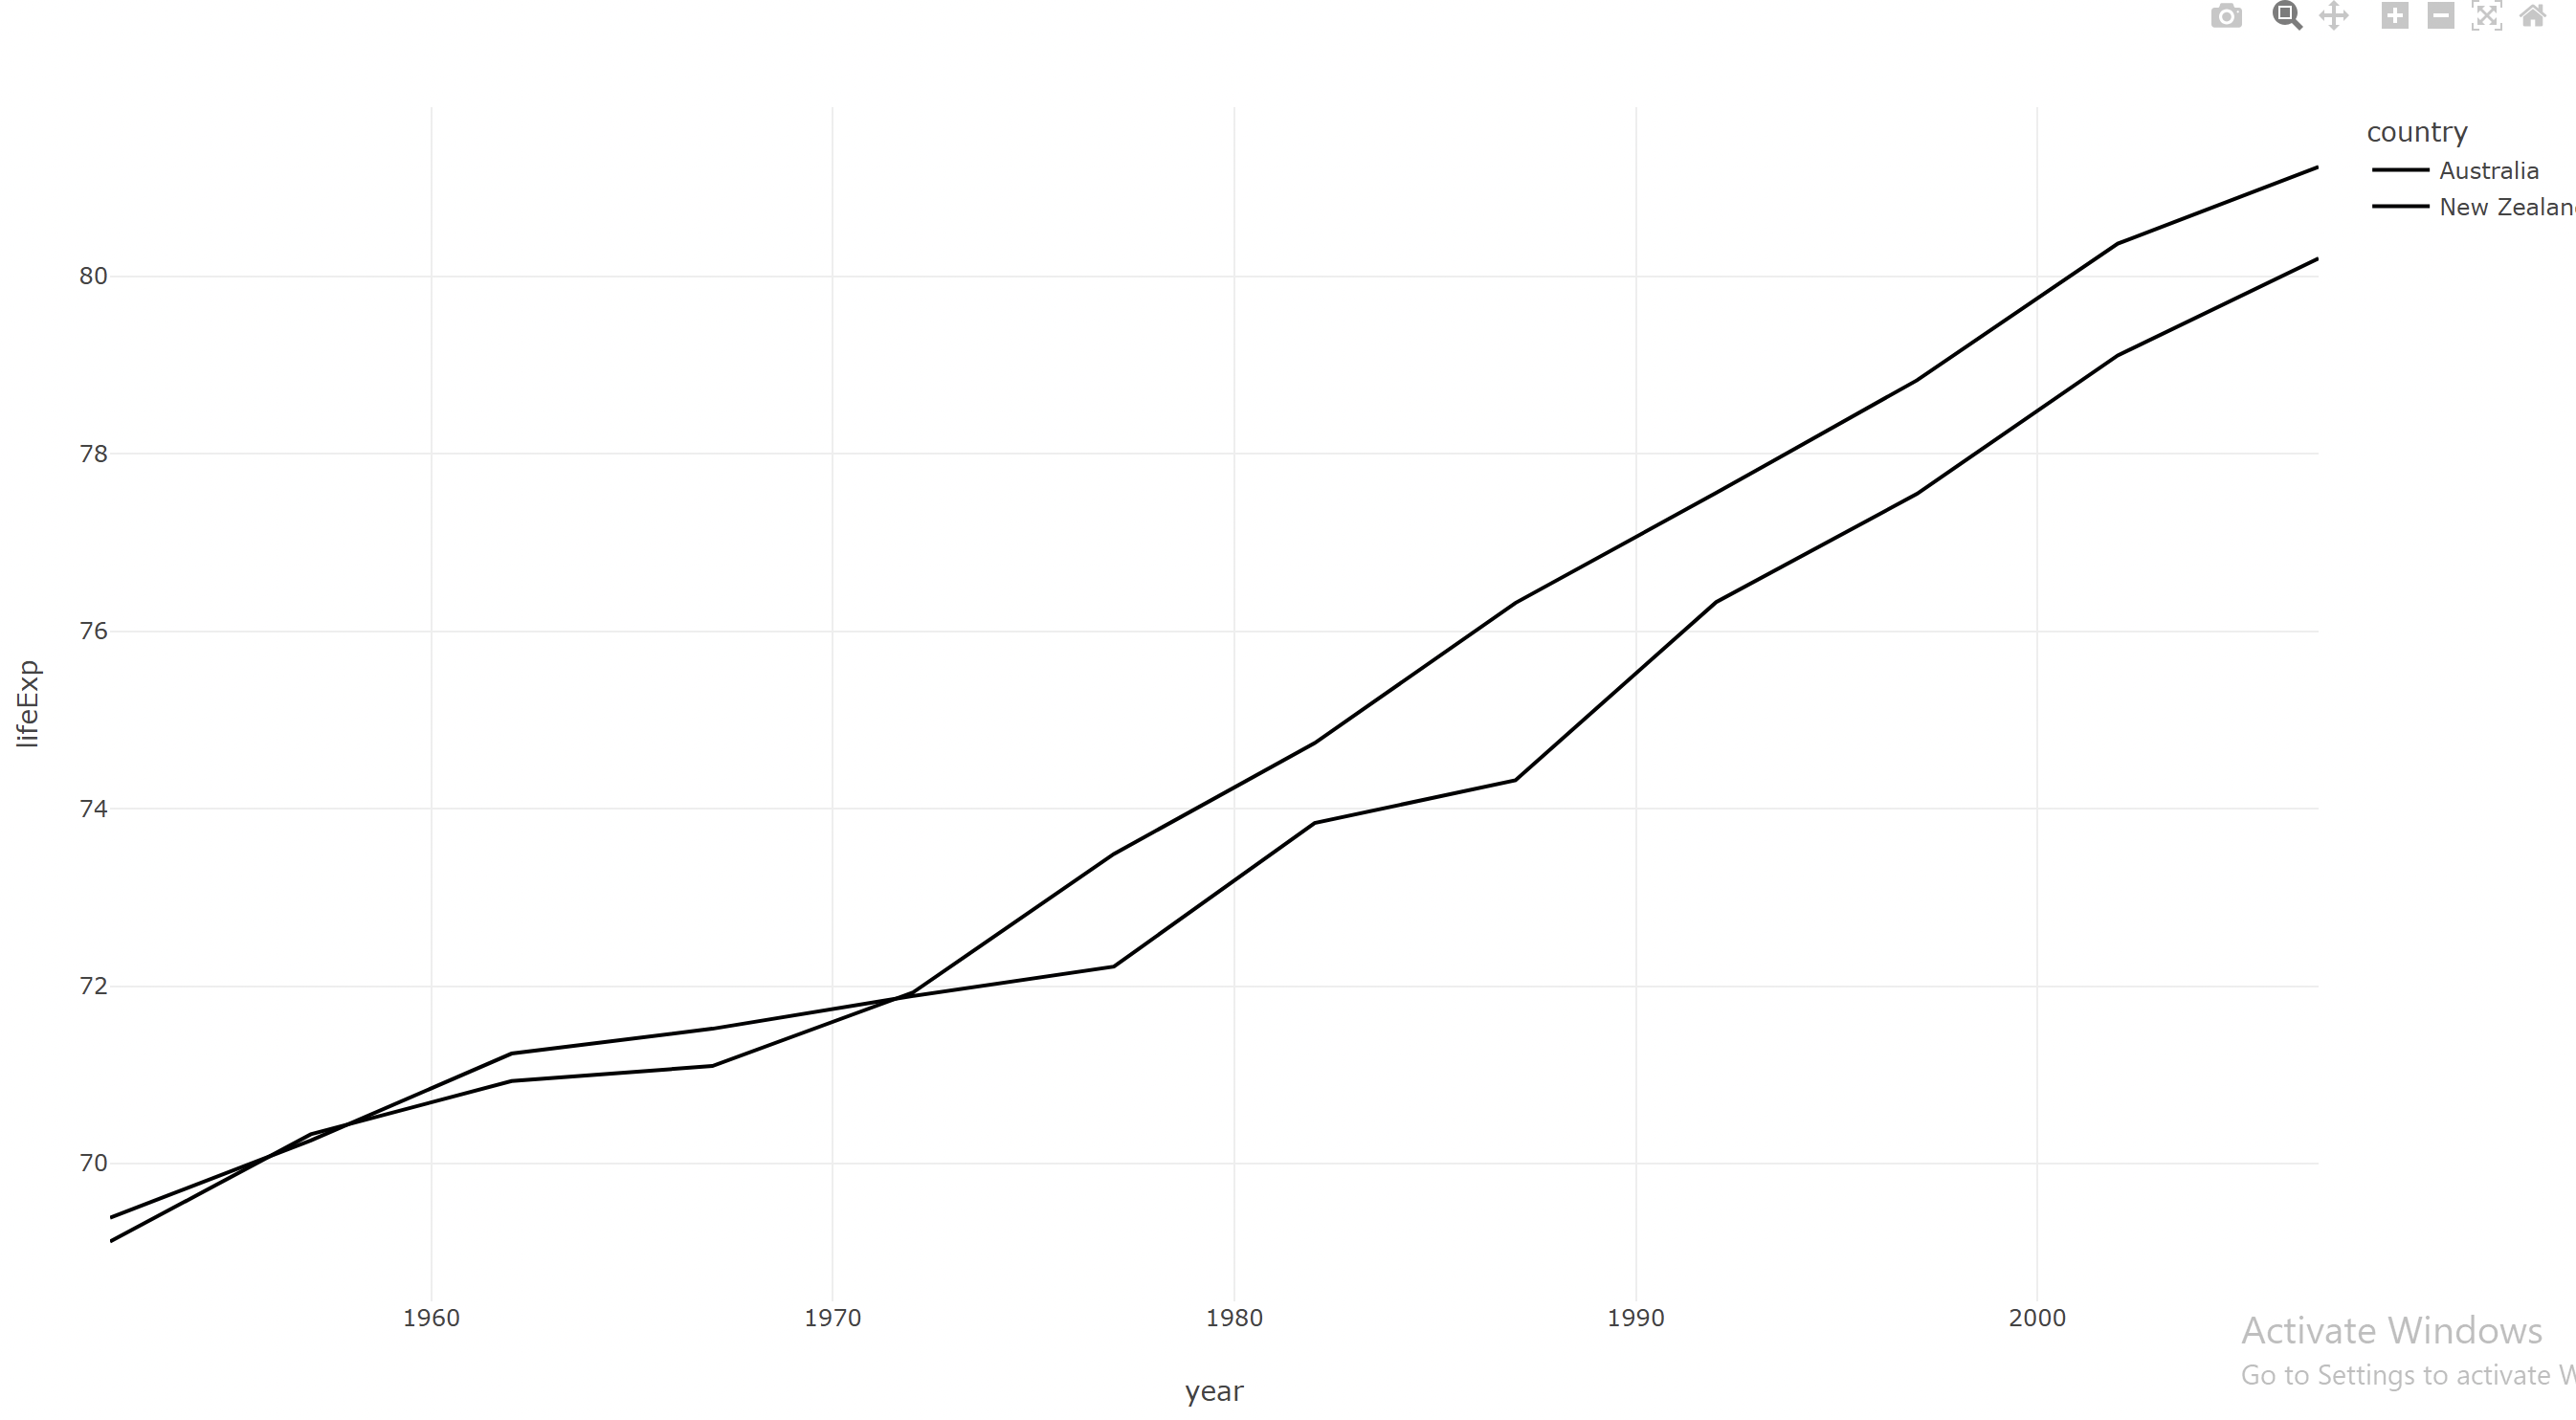 country
Australia
New Zealan
80
78
76
74
72
70
lifeExp
1960 1970 1980 1990 2000
year
Activate Windows
Go to Settings to activate W